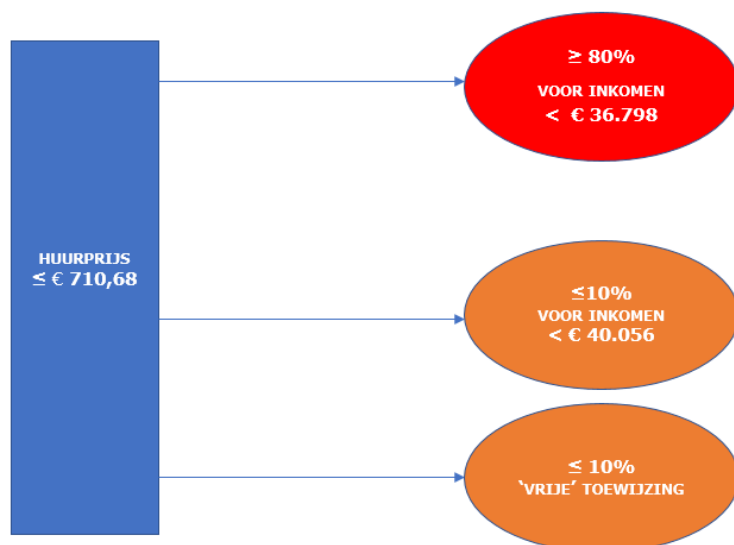 ≥ 80%
VOOR INKOMEN
< € 36.798
HUURPRIJS
≤ € 710,68
≤10%
VOOR INKOMEN
< € 40.056
≤ 10%
‘VRIJE’ TOEWIJZING